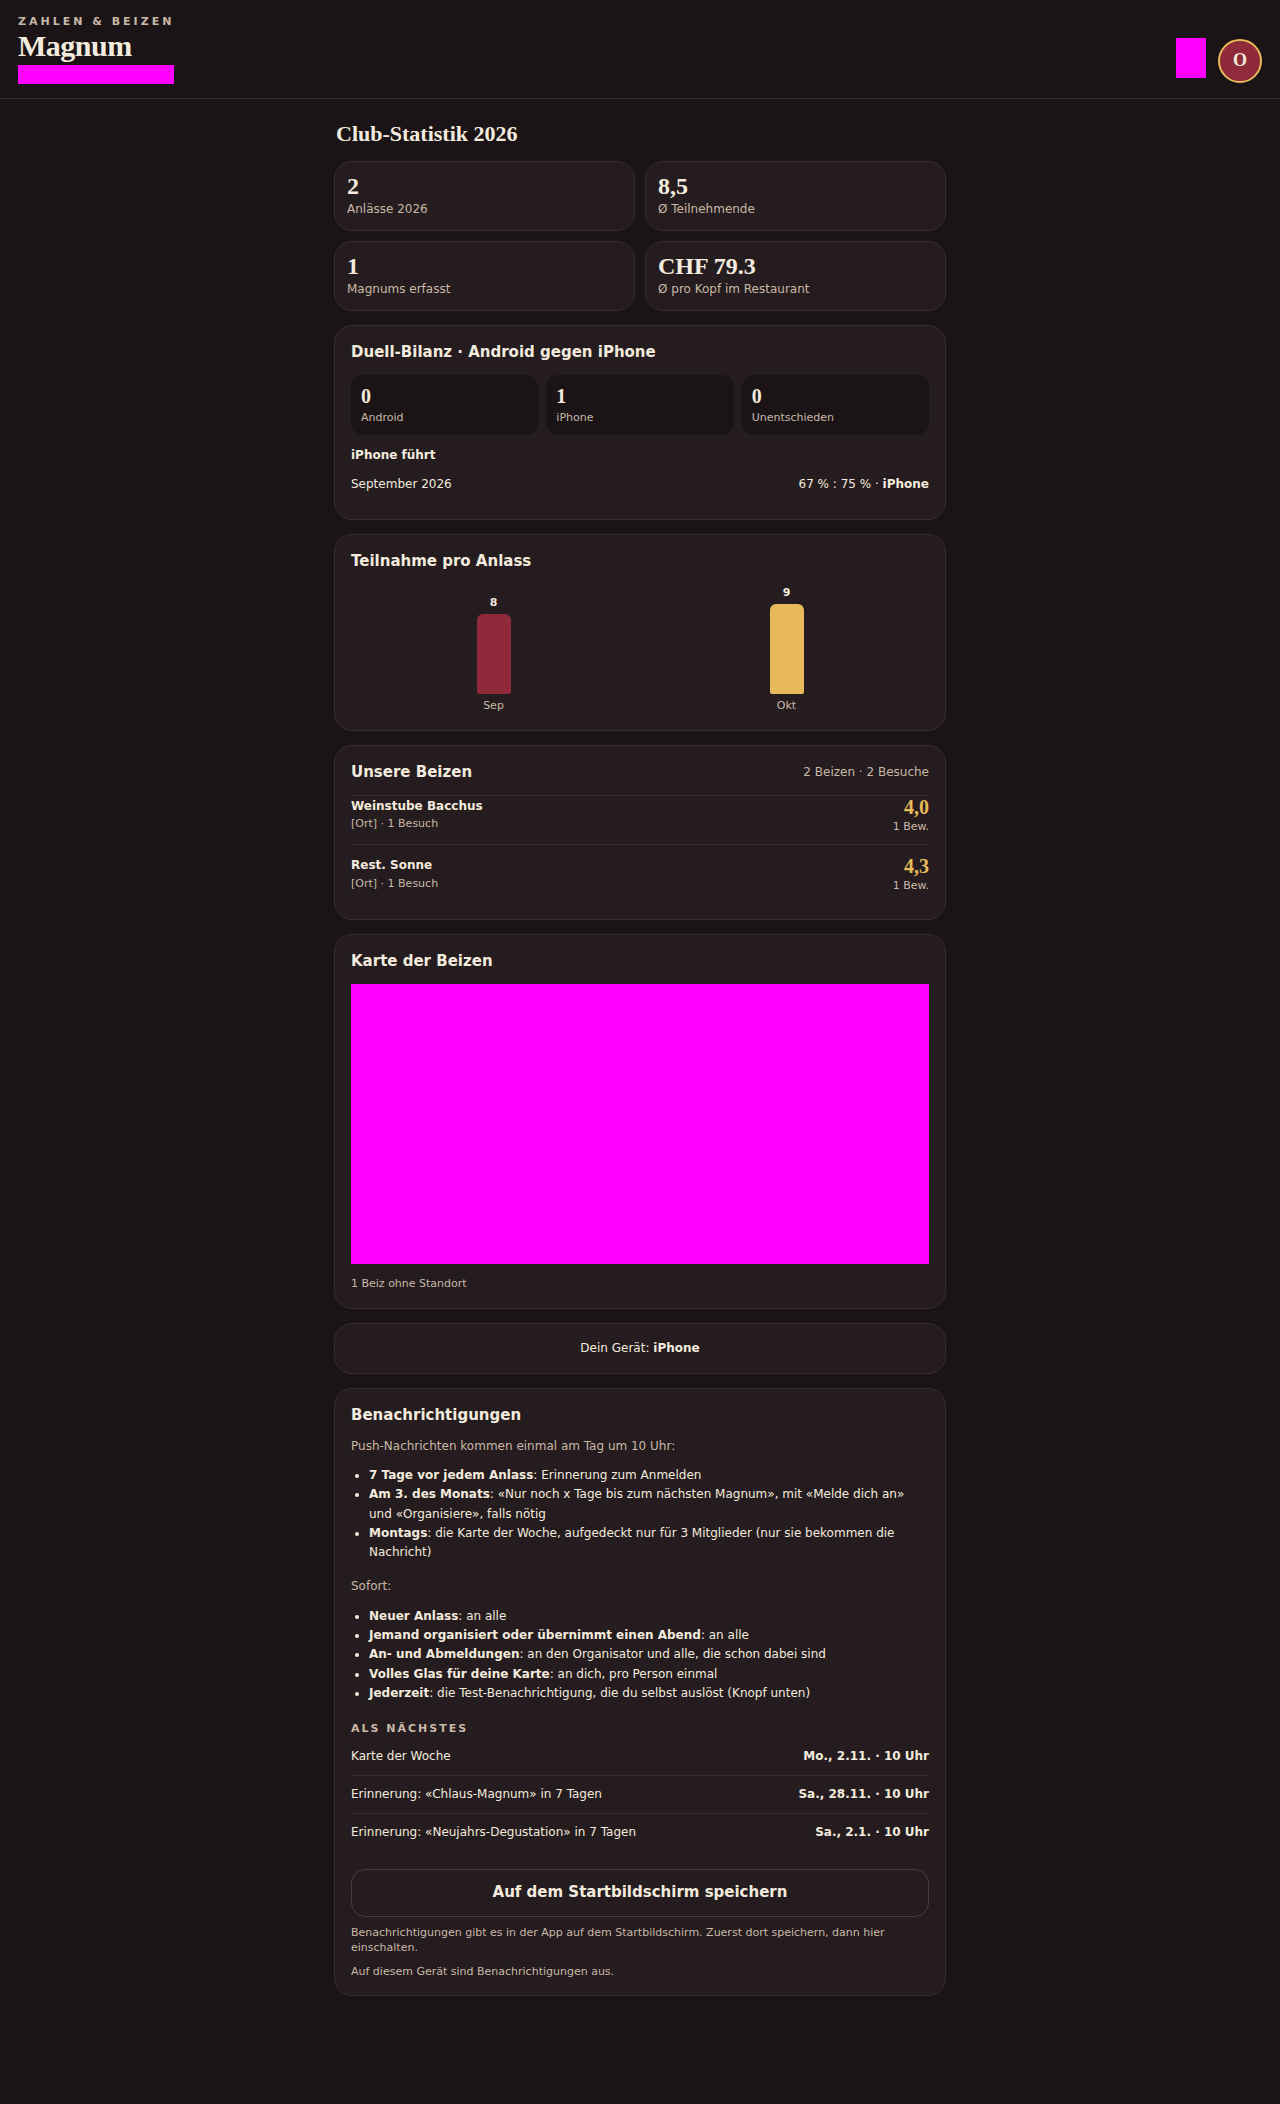 ZAHLEN & BEIZEN
Magnum
O
Club-Statistik 2026
2
Anlässe 2026
8,5
Ø Teilnehmende
1
Magnums erfasst
CHF 79.3
Ø pro Kopf im Restaurant
Duell-Bilanz · Android gegen iPhone
0
Android
1
iPhone
0
Unentschieden
iPhone führt
September 2026
67 % : 75 % · iPhone
Teilnahme pro Anlass
8
9
Sep
Okt
Unsere Beizen
2 Beizen · 2 Besuche
Weinstube Bacchus
4,0
[Ort] · 1 Besuch
1 Bew.
Rest. Sonne
4,3
[Ort] · 1 Besuch
1 Bew.
Karte der Beizen
1 Beiz ohne Standort
Dein Gerät: iPhone
Benachrichtigungen
Push-Nachrichten kommen einmal am Tag um 10 Uhr:
• 7 Tage vor jedem Anlass: Erinnerung zum Anmelden
• Am 3. des Monats: «Nur noch x Tage bis zum nächsten Magnum», mit «Melde dich an»
und «Organisiere», falls nötig
• Montags: die Karte der Woche, aufgedeckt nur für 3 Mitglieder (nur sie bekommen die
Nachricht)
Sofort:
• Neuer Anlass: an alle
• Jemand organisiert oder übernimmt einen Abend: an alle
• An- und Abmeldungen: an den Organisator und alle, die schon dabei sind
• Volles Glas für deine Karte: an dich, pro Person einmal
• Jederzeit: die Test-Benachrichtigung, die du selbst auslöst (Knopf unten)
ALS NÄCHSTES
Karte der Woche
Mo., 2.11. · 10 Uhr
Erinnerung: «Chlaus-Magnum» in 7 Tagen
Sa., 28.11. · 10 Uhr
Erinnerung: «Neujahrs-Degustation» in 7 Tagen
Sa., 2.1. · 10 Uhr
Auf dem Startbildschirm speichern
Benachrichtigungen gibt es in der App auf dem Startbildschirm. Zuerst dort speichern, dann hier
einschalten.
Auf diesem Gerät sind Benachrichtigungen aus.